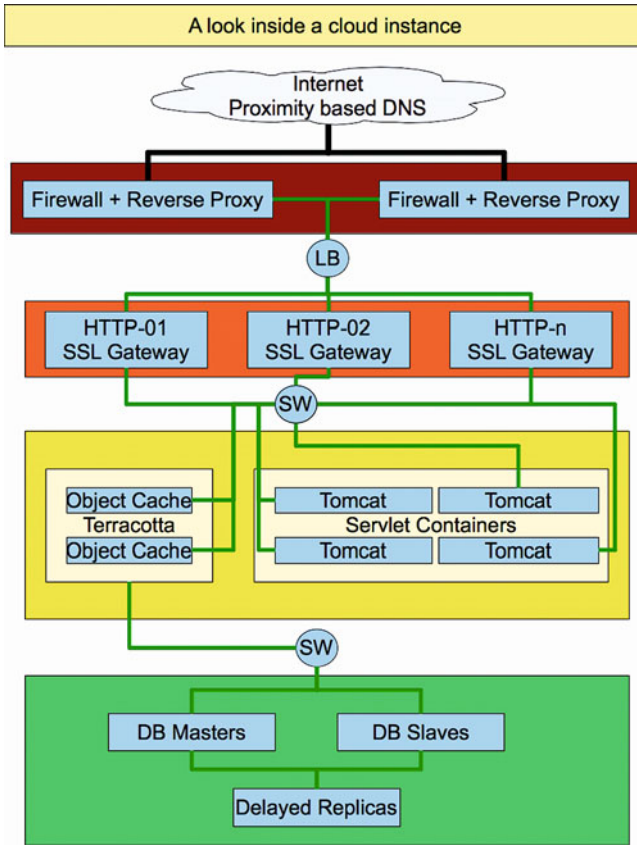 A look inside a cloud instance
Internet
Proximity based DNS
Firewall + Reverse Proxy
Firewall + Reverse Proxy
LB
HTTP-01
SSL Gateway
HTTP-02
SSL Gateway
HTTP-n
SSL Gateway
SW
Object Cache
Terracotta
Object Cache
Tomcat
Tomcat
Servlet Containers
Tomcat
Tomcat
SW
DB Masters
DB Slaves
Delayed Replicas